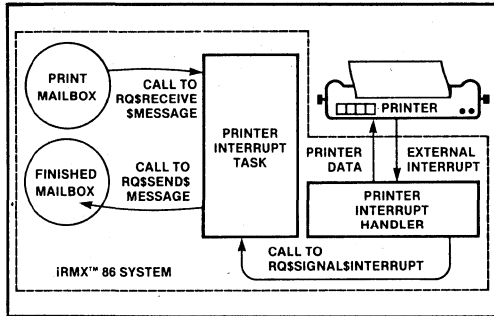 PRINT
MAILBOX
CALL TO
RQ$RECEIVE
$MESSAGE
FINISHED
MAILBOX
CALL TO
RQ$SEND$
MESSAGE
PRINTER
INTERRUPT
TASK
PRINTER
PRINTER
DATA
EXTERNAL
INTERRUPT
PRINTER
INTERRUPT
HANDLER
CALL TO
RQ$SIGNAL$INTERRUPT
iRMX™ 86 SYSTEM